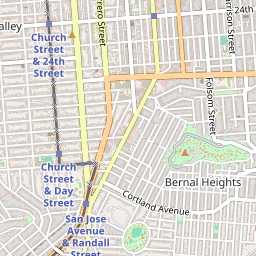 24th
alley
Church
Street
& 24th
Street
rero Street
Folsom Street
rrison Street
Church
Street
& Day
Street
Bernal Heights
Cortland Avenue
San Jose
Avenue
& Randall
Street